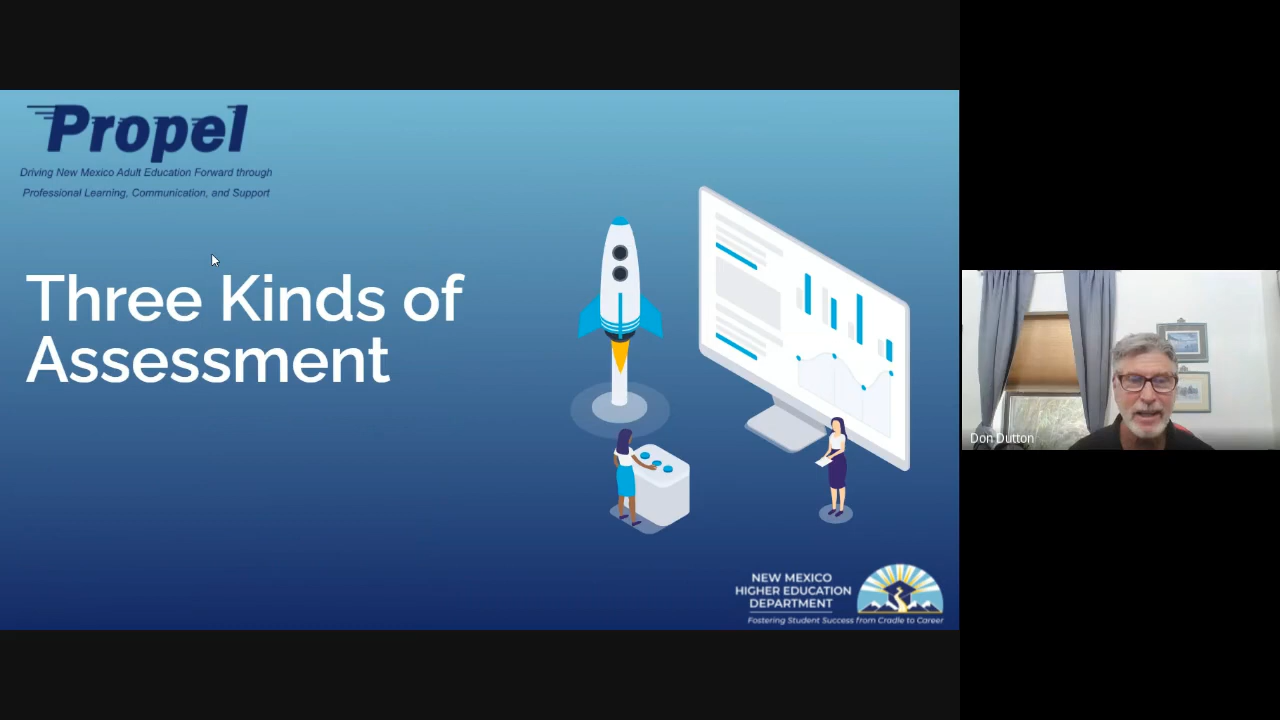 Propel
Driving New Mexico Adult Education Forward through
Professional Learning, Communication, and Support
Three Kinds of
Assessment
NEW MEXICO
HIGHER EDUCATION
DEPARTMENT
Fostering Student Success from Cradle to Career
Don Dutton